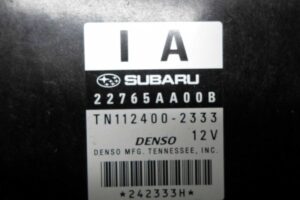 I A
SUBARU
22765AA00B
TN112400-2333
DENSO 12V
DENSO MFG. TENNESSEE, INC.
*242333H*